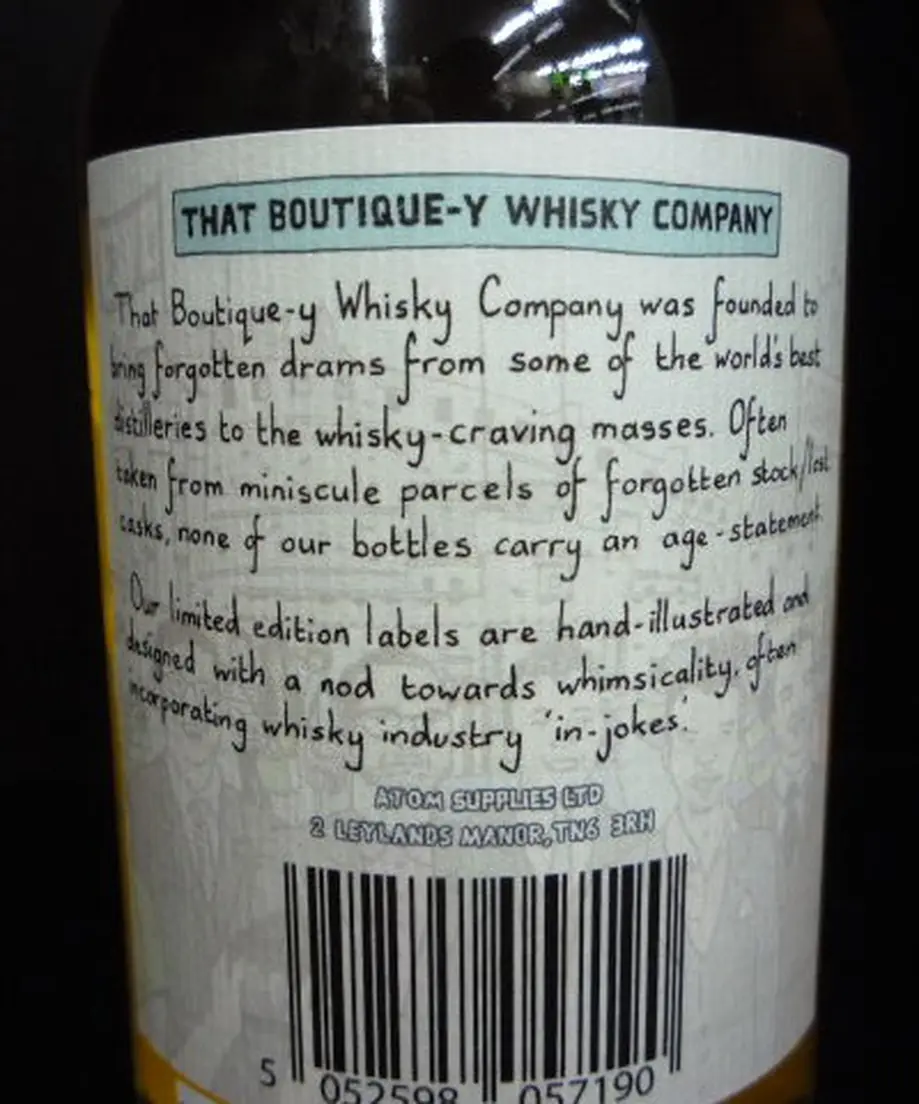 THAT BOUTIQUE-Y WHISKY COMPANY
That Boutique-y Whisky Company was founded to
bring forgotten drams from some of the world's best
distilleries to the whisky-craving masses. Often
taken from miniscule parcels of forgotten stock/lost
casks, none of our bottles carry an age-statement.
Our limited edition labels are hand-illustrated and
designed with a nod towards whimsicality, often
incorporating whisky industry 'in-jokes.'
ATOM SUPPLIES LTD
2 LEYLANDS MANOR, TN6 3RH
5 052598 057190